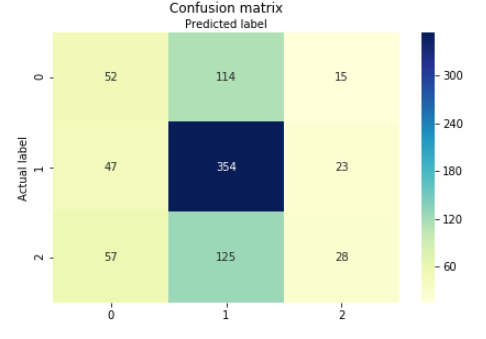 Confusion matrix
Predicted label
0 52 114 15
1 47 354 23
2 57 125 28
0 1 2
Actual label
300
240
180
120
60